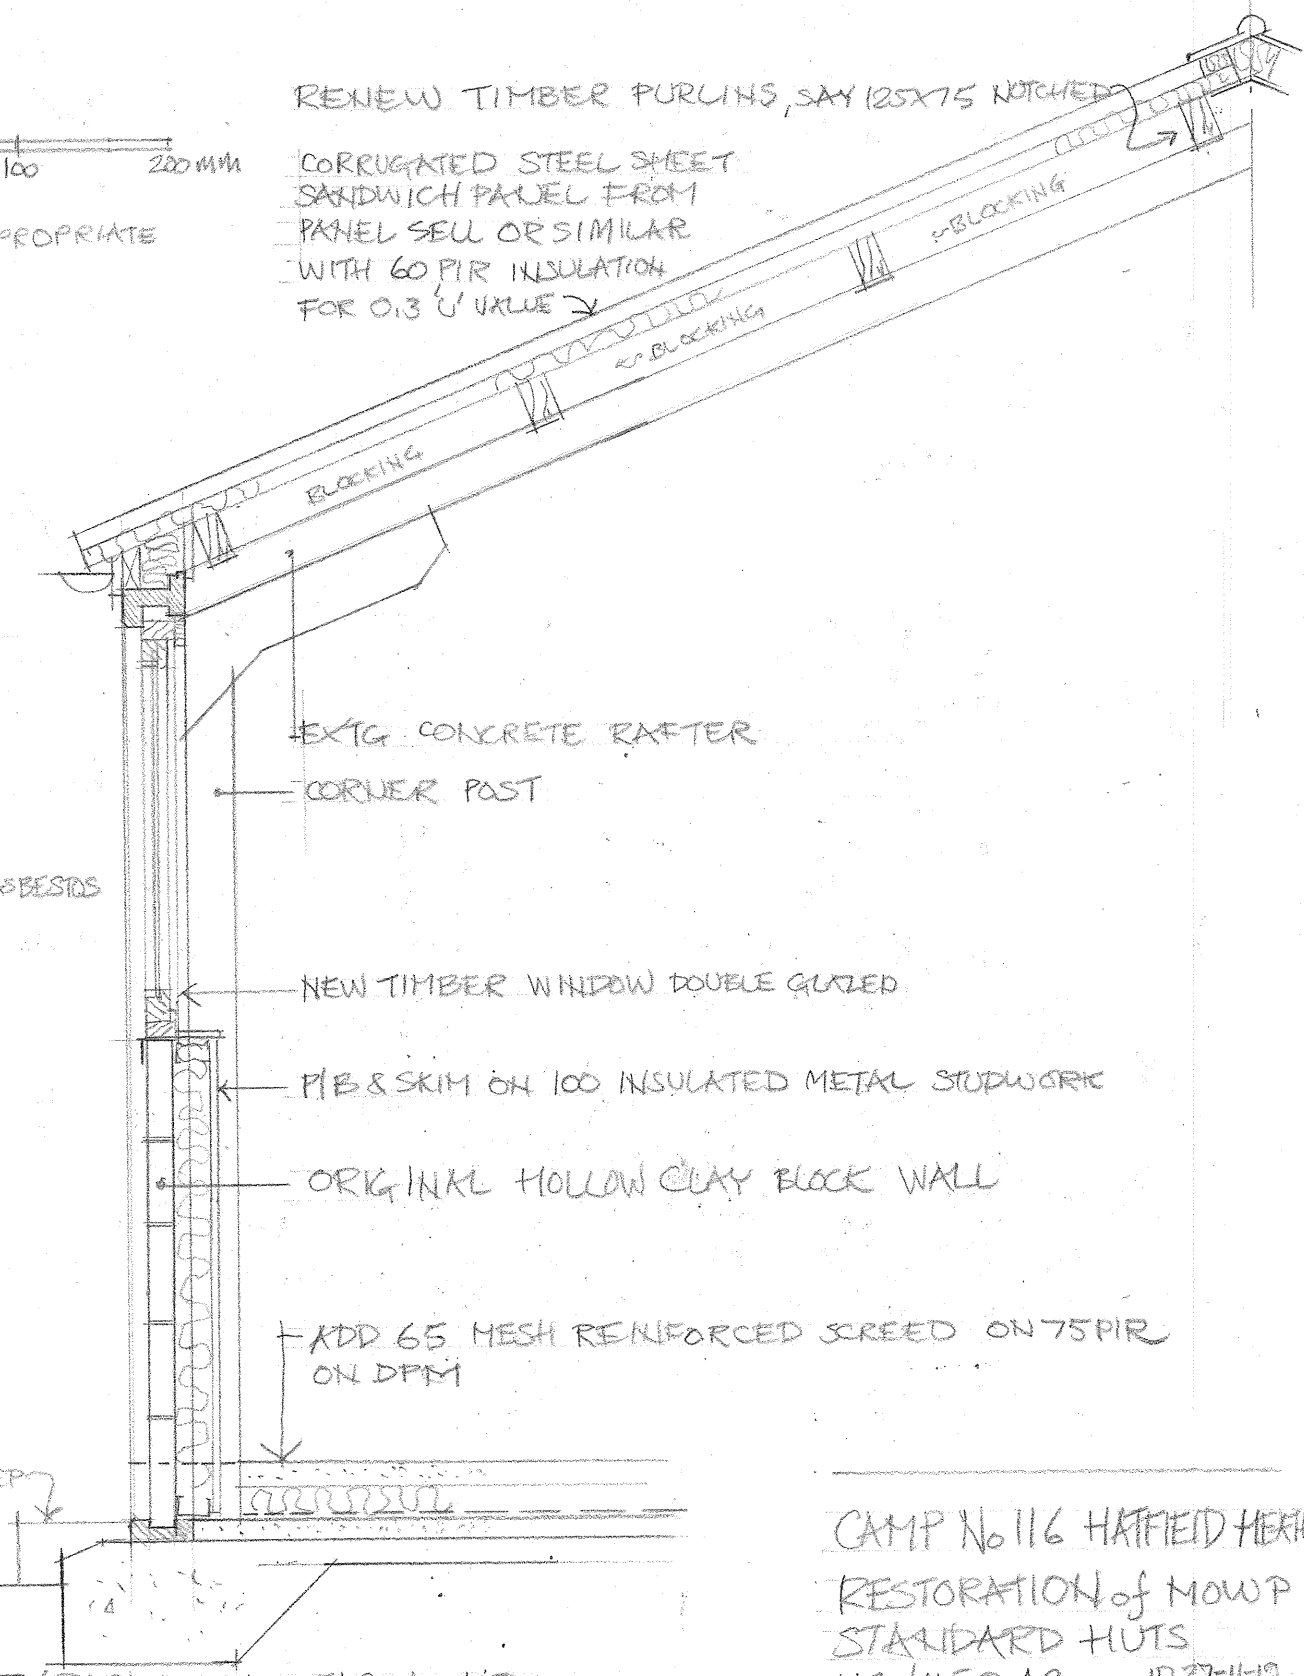 RENEW TIMBER PURLINS, SAY 125X75 NOTCHED
100 200MM
CORRUGATED STEEL SHEET
SANDWICH PANEL FROM
PANEL SELL OR SIMILAR
WITH 60 PIR INSULATION
FOR 0.3 'U' VALUE
PROPRIATE
BLOCKING
BLOCKING
BLOCKING
EXTG CONCRETE RAFTER
CORNER POST
SBESTOS
NEW TIMBER WINDOW DOUBLE GLAZED
P/B & SKIM ON 100 INSULATED METAL STUDWORK
ORIGINAL HOLLOW CLAY BLOCK WALL
ADD 65 MESH REINFORCED SCREED ON 75 PIR
ON DPM
CAMP No 116 HATFIELD HEATH
RESTORATION of MOWP
STANDARD HUTS